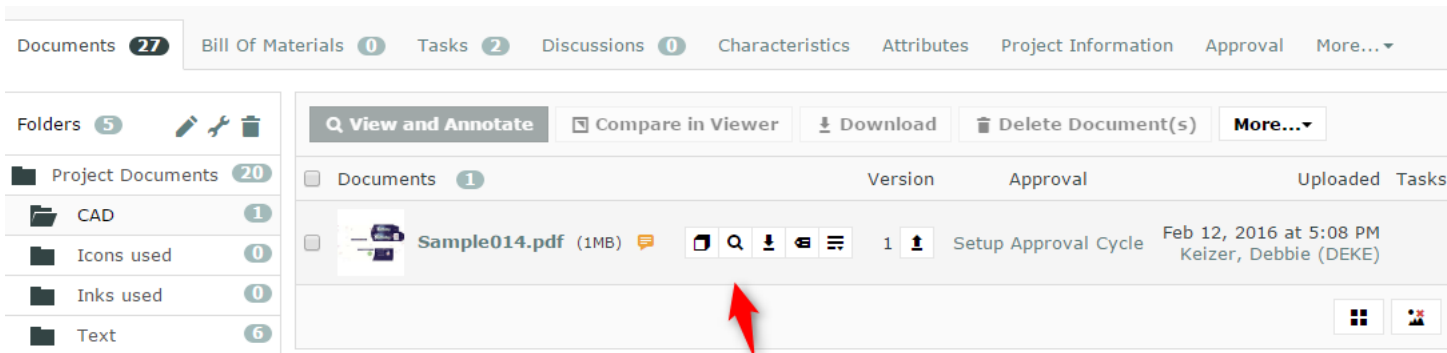 Documents 27 Bill Of Materials 0 Tasks 2 Discussions 0 Characteristics Attributes Project Information Approval More...
Folders 5
Project Documents 20
CAD 1
Icons used 0
Inks used 0
Text 6
View and Annotate Compare in Viewer Download Delete Document(s) More...
Documents 1 Version Approval Uploaded Tasks
Sample014.pdf (1MB) 1 Setup Approval Cycle Feb 12, 2016 at 5:08 PM
Keizer, Debbie (DEKE)